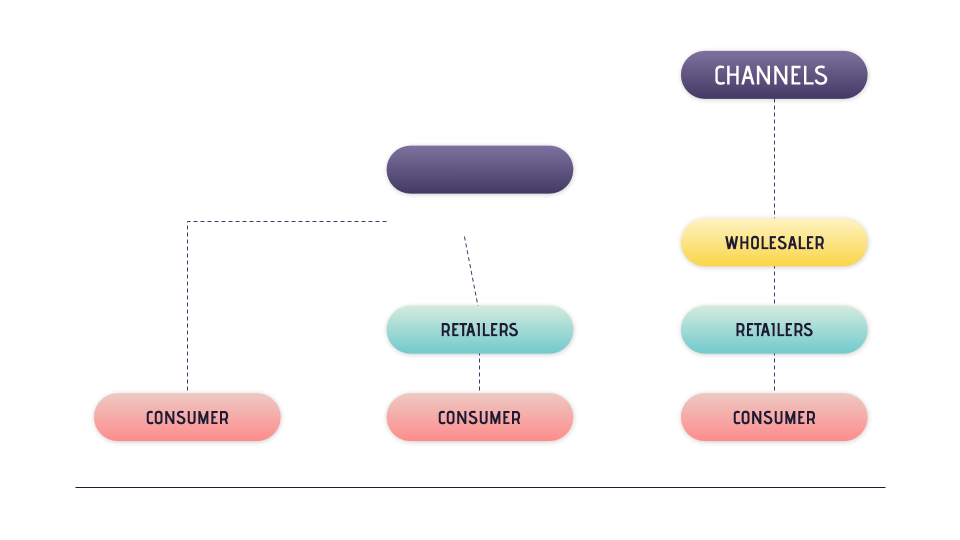 CHANNELS
WHOLESALER
RETAILERS
RETAILERS
CONSUMER
CONSUMER
CONSUMER